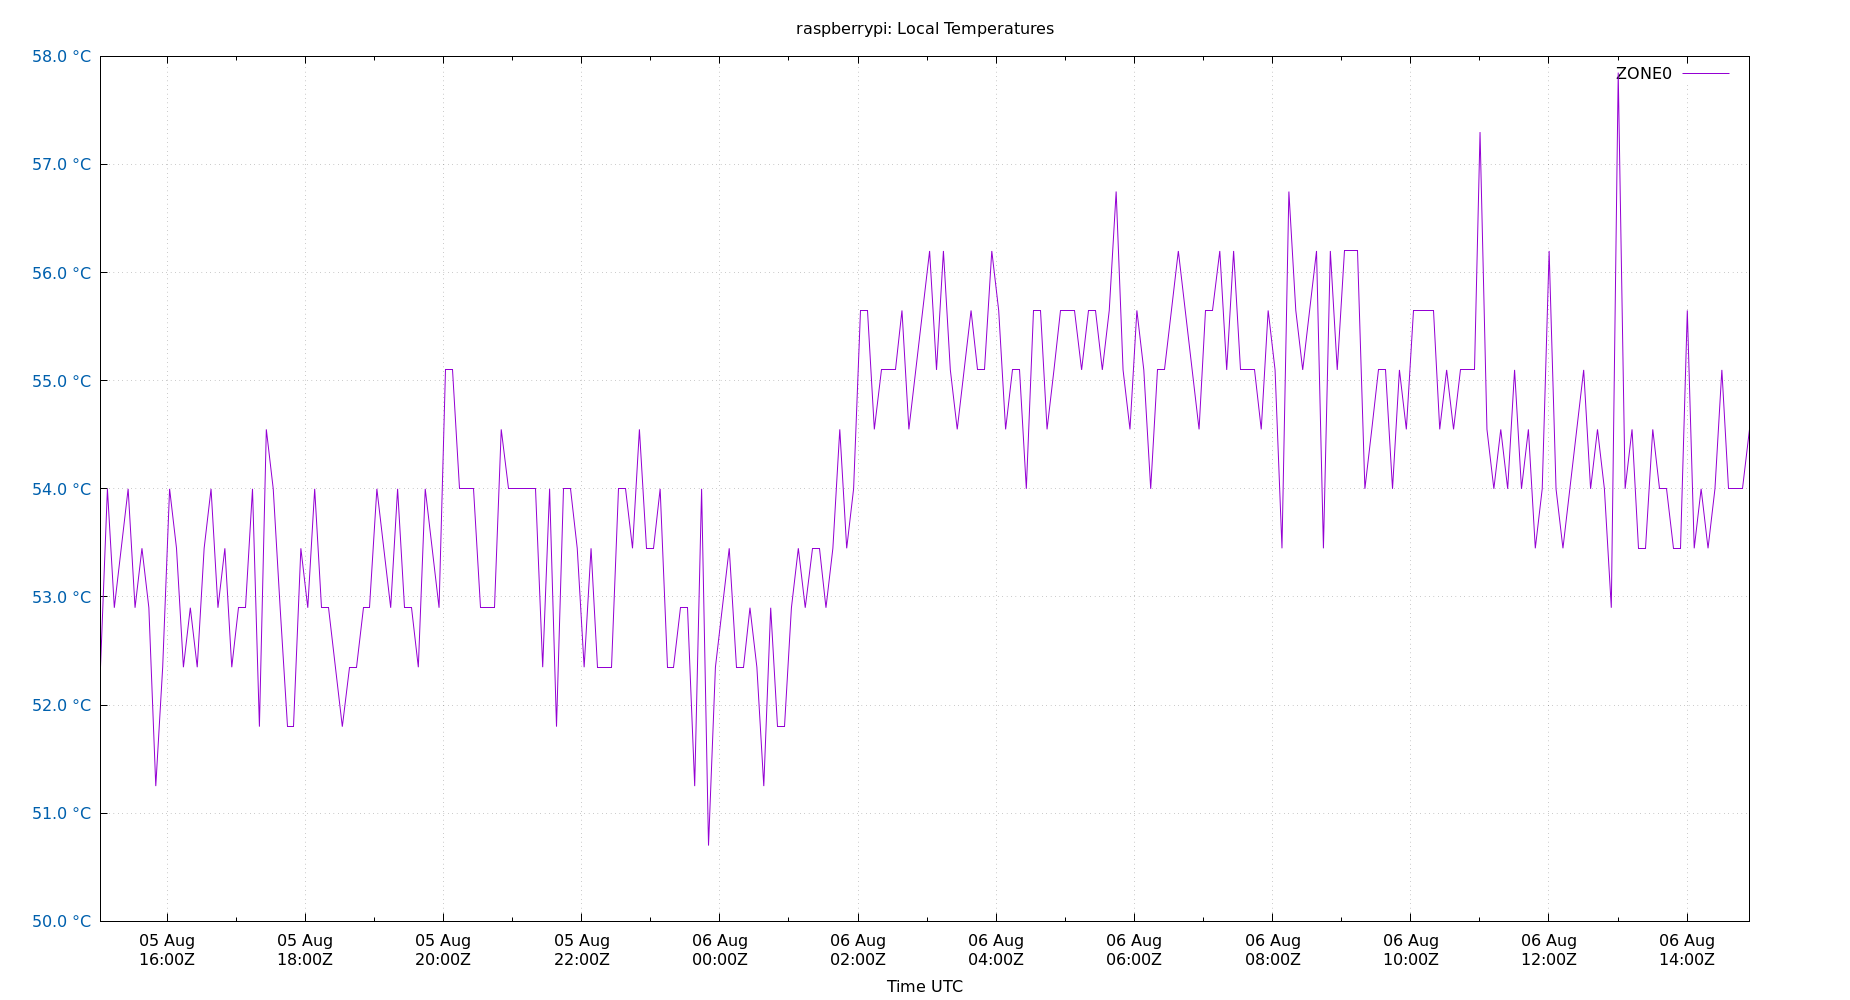 raspberrypi: Local Temperatures
58.0 °C
57.0 °C
56.0 °C
55.0 °C
54.0 °C
53.0 °C
52.0 °C
51.0 °C
50.0 °C
ZONE0
05 Aug 05 Aug 05 Aug 05 Aug 06 Aug 06 Aug 06 Aug 06 Aug 06 Aug 06 Aug 06 Aug 06 Aug
16:00Z 18:00Z 20:00Z 22:00Z 00:00Z 02:00Z 04:00Z 06:00Z 08:00Z 10:00Z 12:00Z 14:00Z
Time UTC